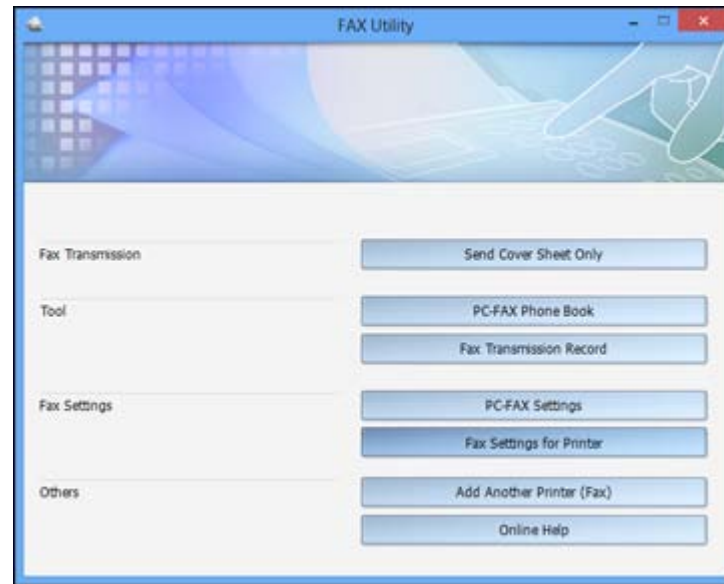 FAX Utility
Fax Transmission
Send Cover Sheet Only
Tool
PC-FAX Phone Book
Fax Transmission Record
Fax Settings
PC-FAX Settings
Fax Settings for Printer
Others
Add Another Printer (Fax)
Online Help